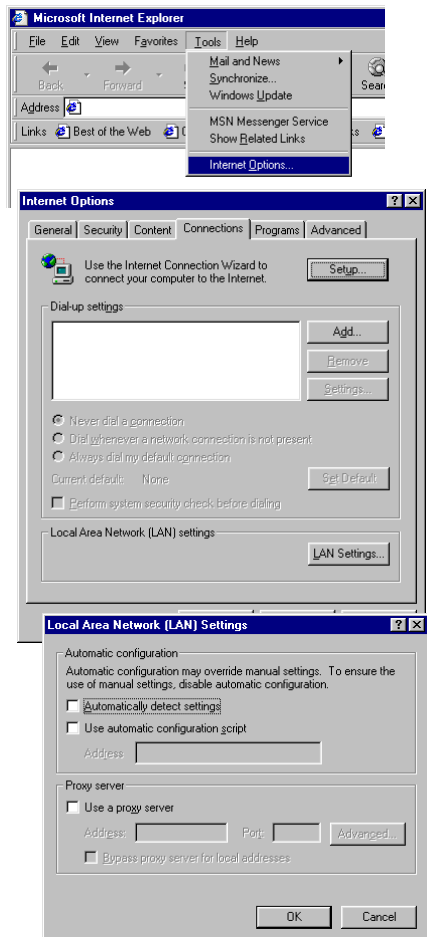 Microsoft Internet Explorer
File Edit View Favorites Tools Help
Mail and News
Synchronize...
Windows Update
MSN Messenger Service
Show Related Links
Internet Options...
Back Forward
Address
Links Best of the Web
Internet Options
General Security Content Connections Programs Advanced
Use the Internet Connection Wizard to
connect your computer to the Internet.
Setup...
Dial-up settings
Add...
Remove
Settings...
Never dial a connection
Dial whenever a network connection is not present
Always dial my default connection
Current default: None
Set Default
Perform system security check before dialing
Local Area Network (LAN) settings
LAN Settings...
Local Area Network (LAN) Settings
Automatic configuration
Automatic configuration may override manual settings. To ensure the
use of manual settings, disable automatic configuration.
Automatically detect settings
Use automatic configuration script
Address
Proxy server
Use a proxy server
Address: Port: Advanced...
Bypass proxy server for local addresses
OK Cancel